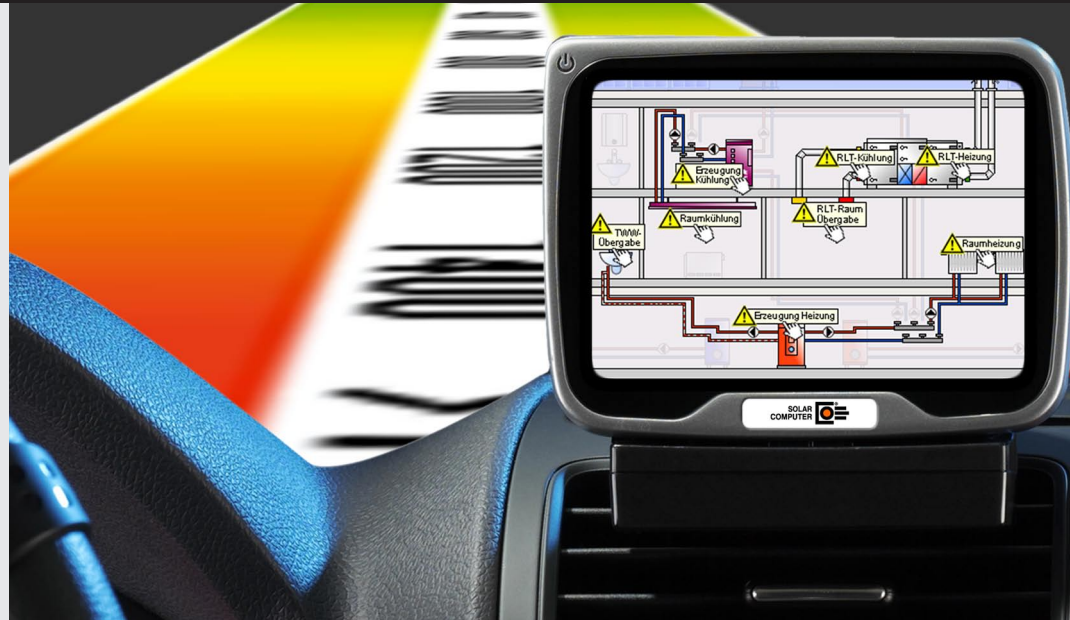 Erzeugung
Kühlung
RLT-Kühlung
RLT-Heizung
Raumkühlung
RLT-Raum
Übergabe
TWW-
Übergabe
Raumheizung
Erzeugung Heizung
SOLAR
COMPUTER